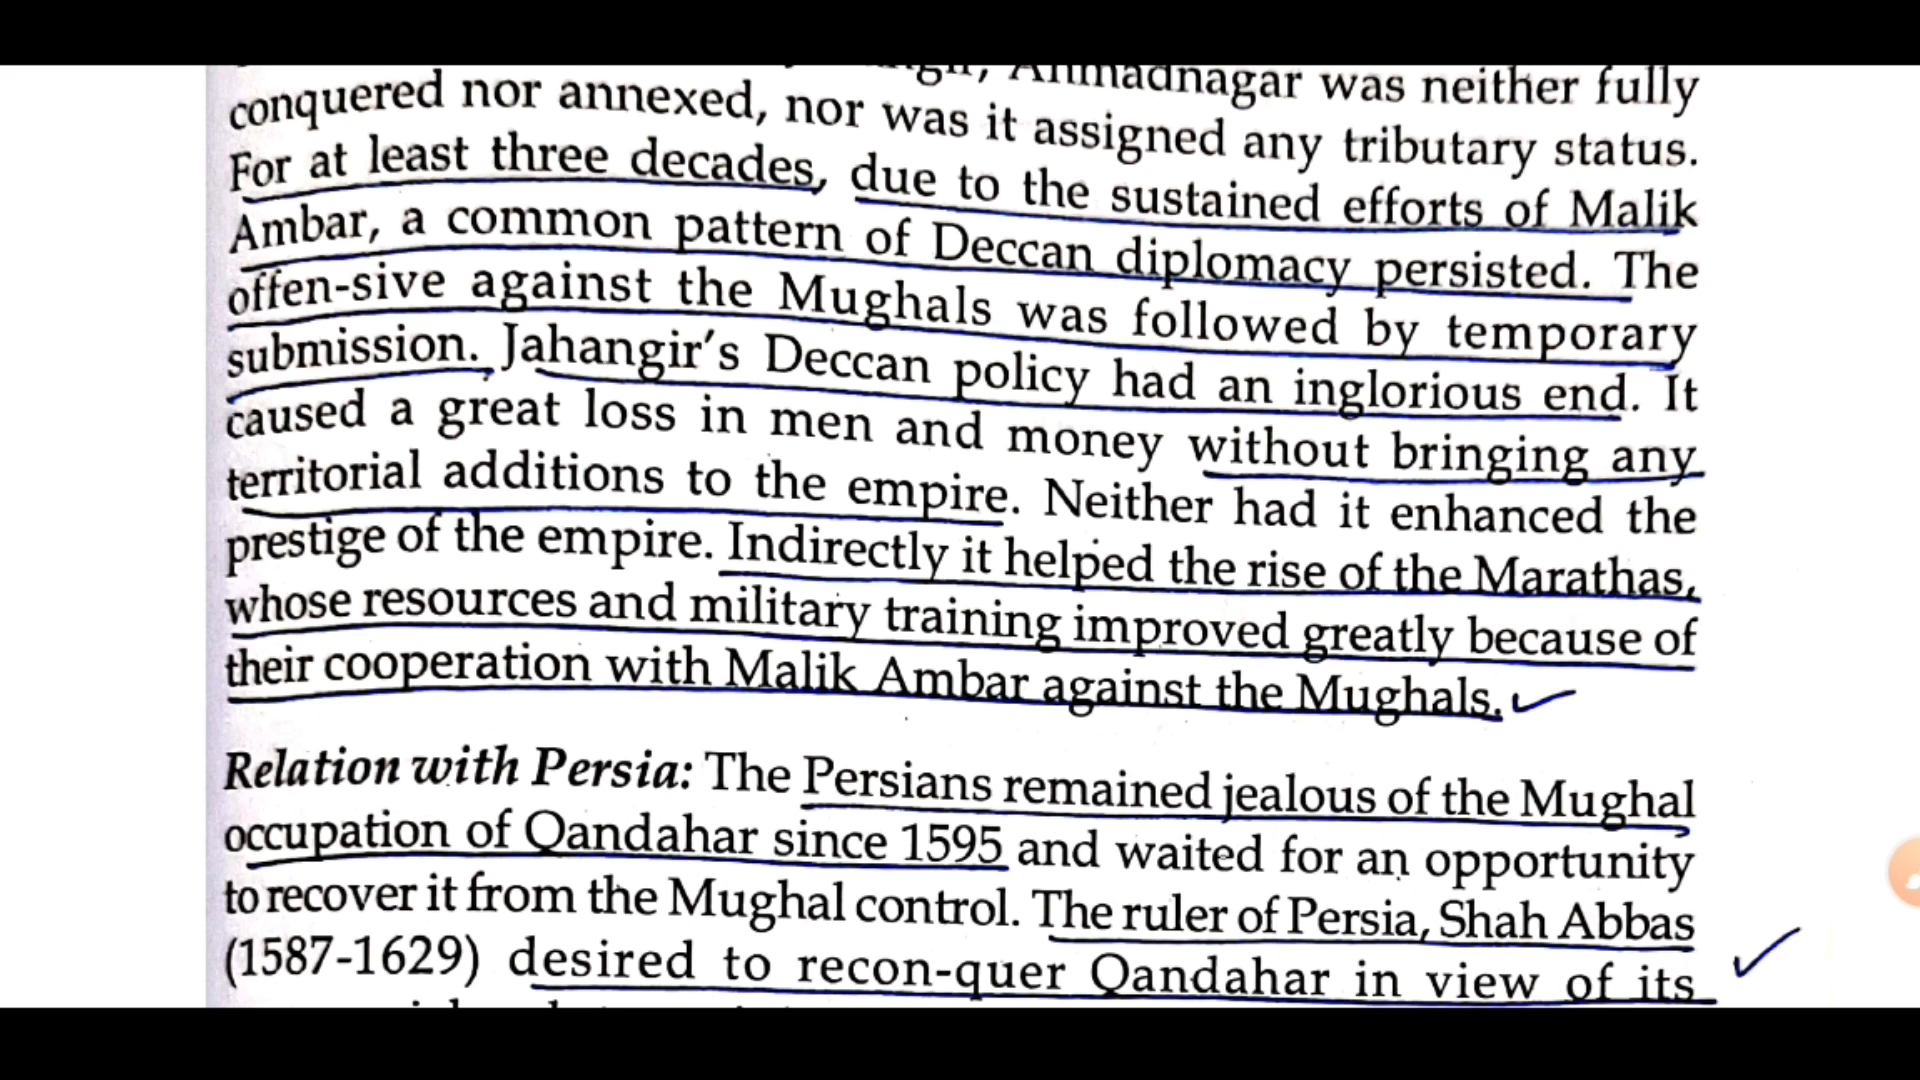 Ahmadnagar was neither fully
conquered nor annexed, nor was it assigned any tributary status.
For at least three decades, due to the sustained efforts of Malik
Ambar, a common pattern of Deccan diplomacy persisted. The
offen-sive against the Mughals was followed by temporary
submission. Jahangir's Deccan policy had an inglorious end. It
caused a great loss in men and money without bringing any
territorial additions to the empire. Neither had it enhanced the
prestige of the empire. Indirectly it helped the rise of the Marathas,
whose resources and military training improved greatly because of
their cooperation with Malik Ambar against the Mughals.
Relation with Persia: The Persians remained jealous of the Mughal
occupation of Qandahar since 1595 and waited for an opportunity
to recover it from the Mughal control. The ruler of Persia, Shah Abbas
(1587-1629) desired to recon-quer Qandahar in view of its